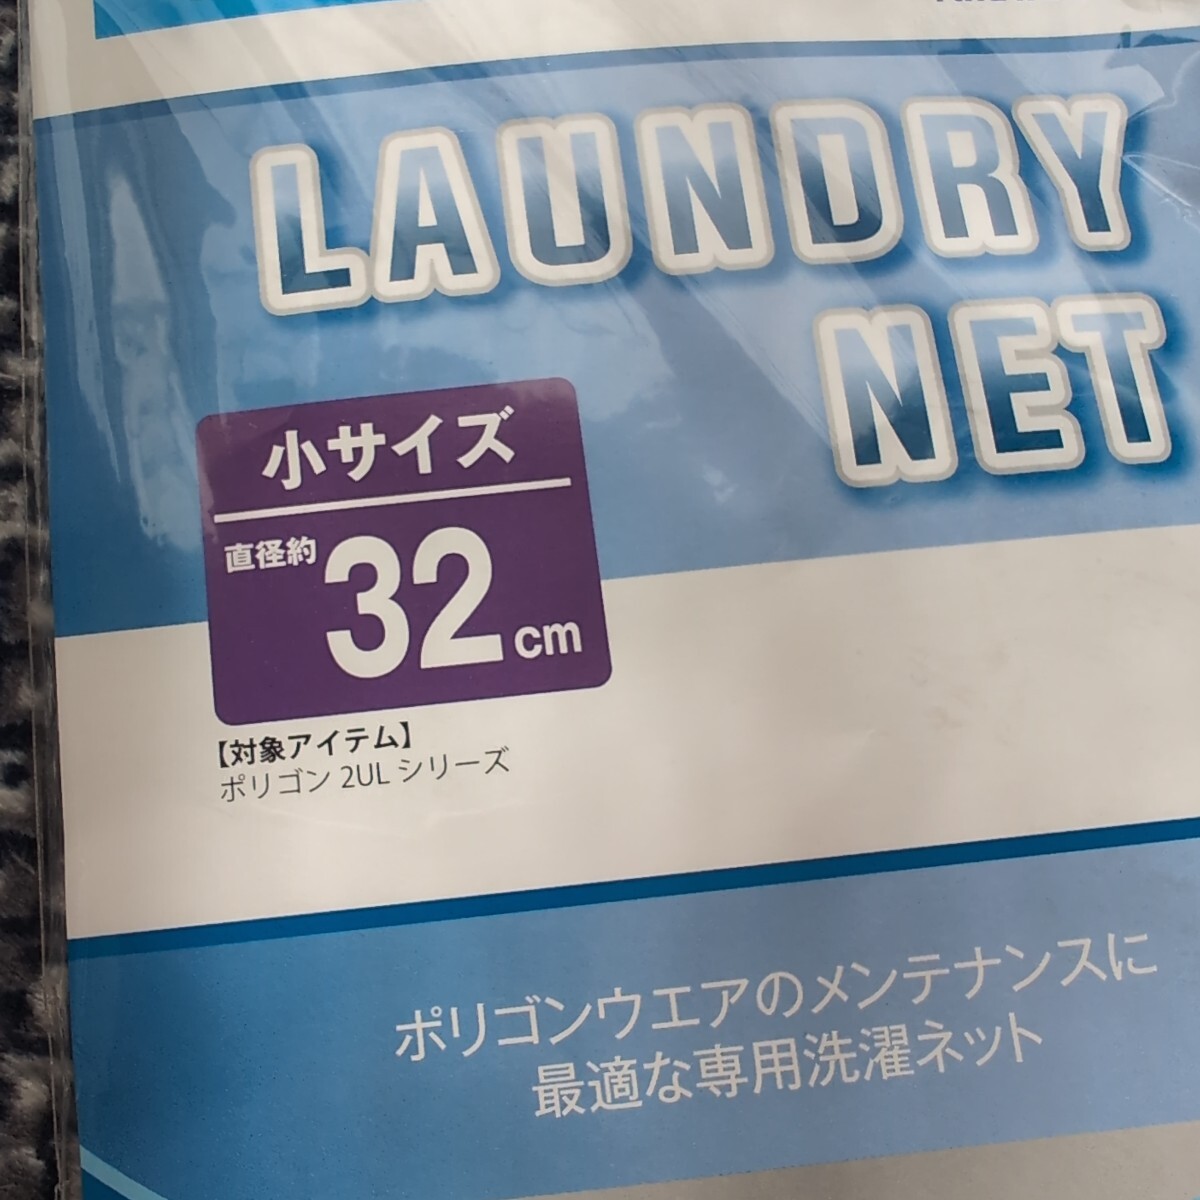 LAUNDRY
NET
小サイズ
直径約 32cm
【対象アイテム】
ポリゴン 2UL シリーズ
ポリゴンウエアのメンテナンスに
最適な専用洗濯ネット